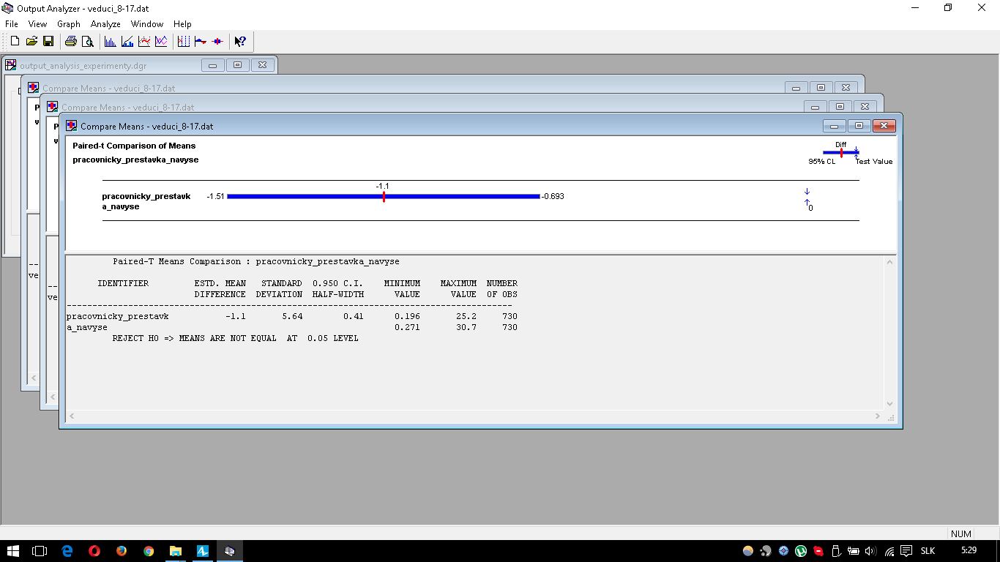 Output Analyzer - veduci_8-17.dat
File View Graph Analyze Window Help
output_analysis_experimenty.dgr
Compare Means - veduci_8-17.dat
Compare Means - veduci_8-17.dat
Compare Means - veduci_8-17.dat
Paired-t Comparison of Means
pracovnicky_prestavka_navyse
Diff
95% CL Test Value
-1.1
pracovnicky_prestavk -1.51 -0.693
a_navyse 0
Paired-T Means Comparison : pracovnicky_prestavka_navyse
IDENTIFIER ESTD. MEAN STANDARD 0.950 C.I. MINIMUM MAXIMUM NUMBER
DIFFERENCE DEVIATION HALF-WIDTH VALUE VALUE OF OBS
pracovnicky_prestavk -1.1 5.64 0.41 0.196 25.2 730
a_navyse 0.271 30.7 730
REJECT HO => MEANS ARE NOT EQUAL AT 0.05 LEVEL
P
v
P
v
--
ve
--
ve
NUM
SLK 5:29